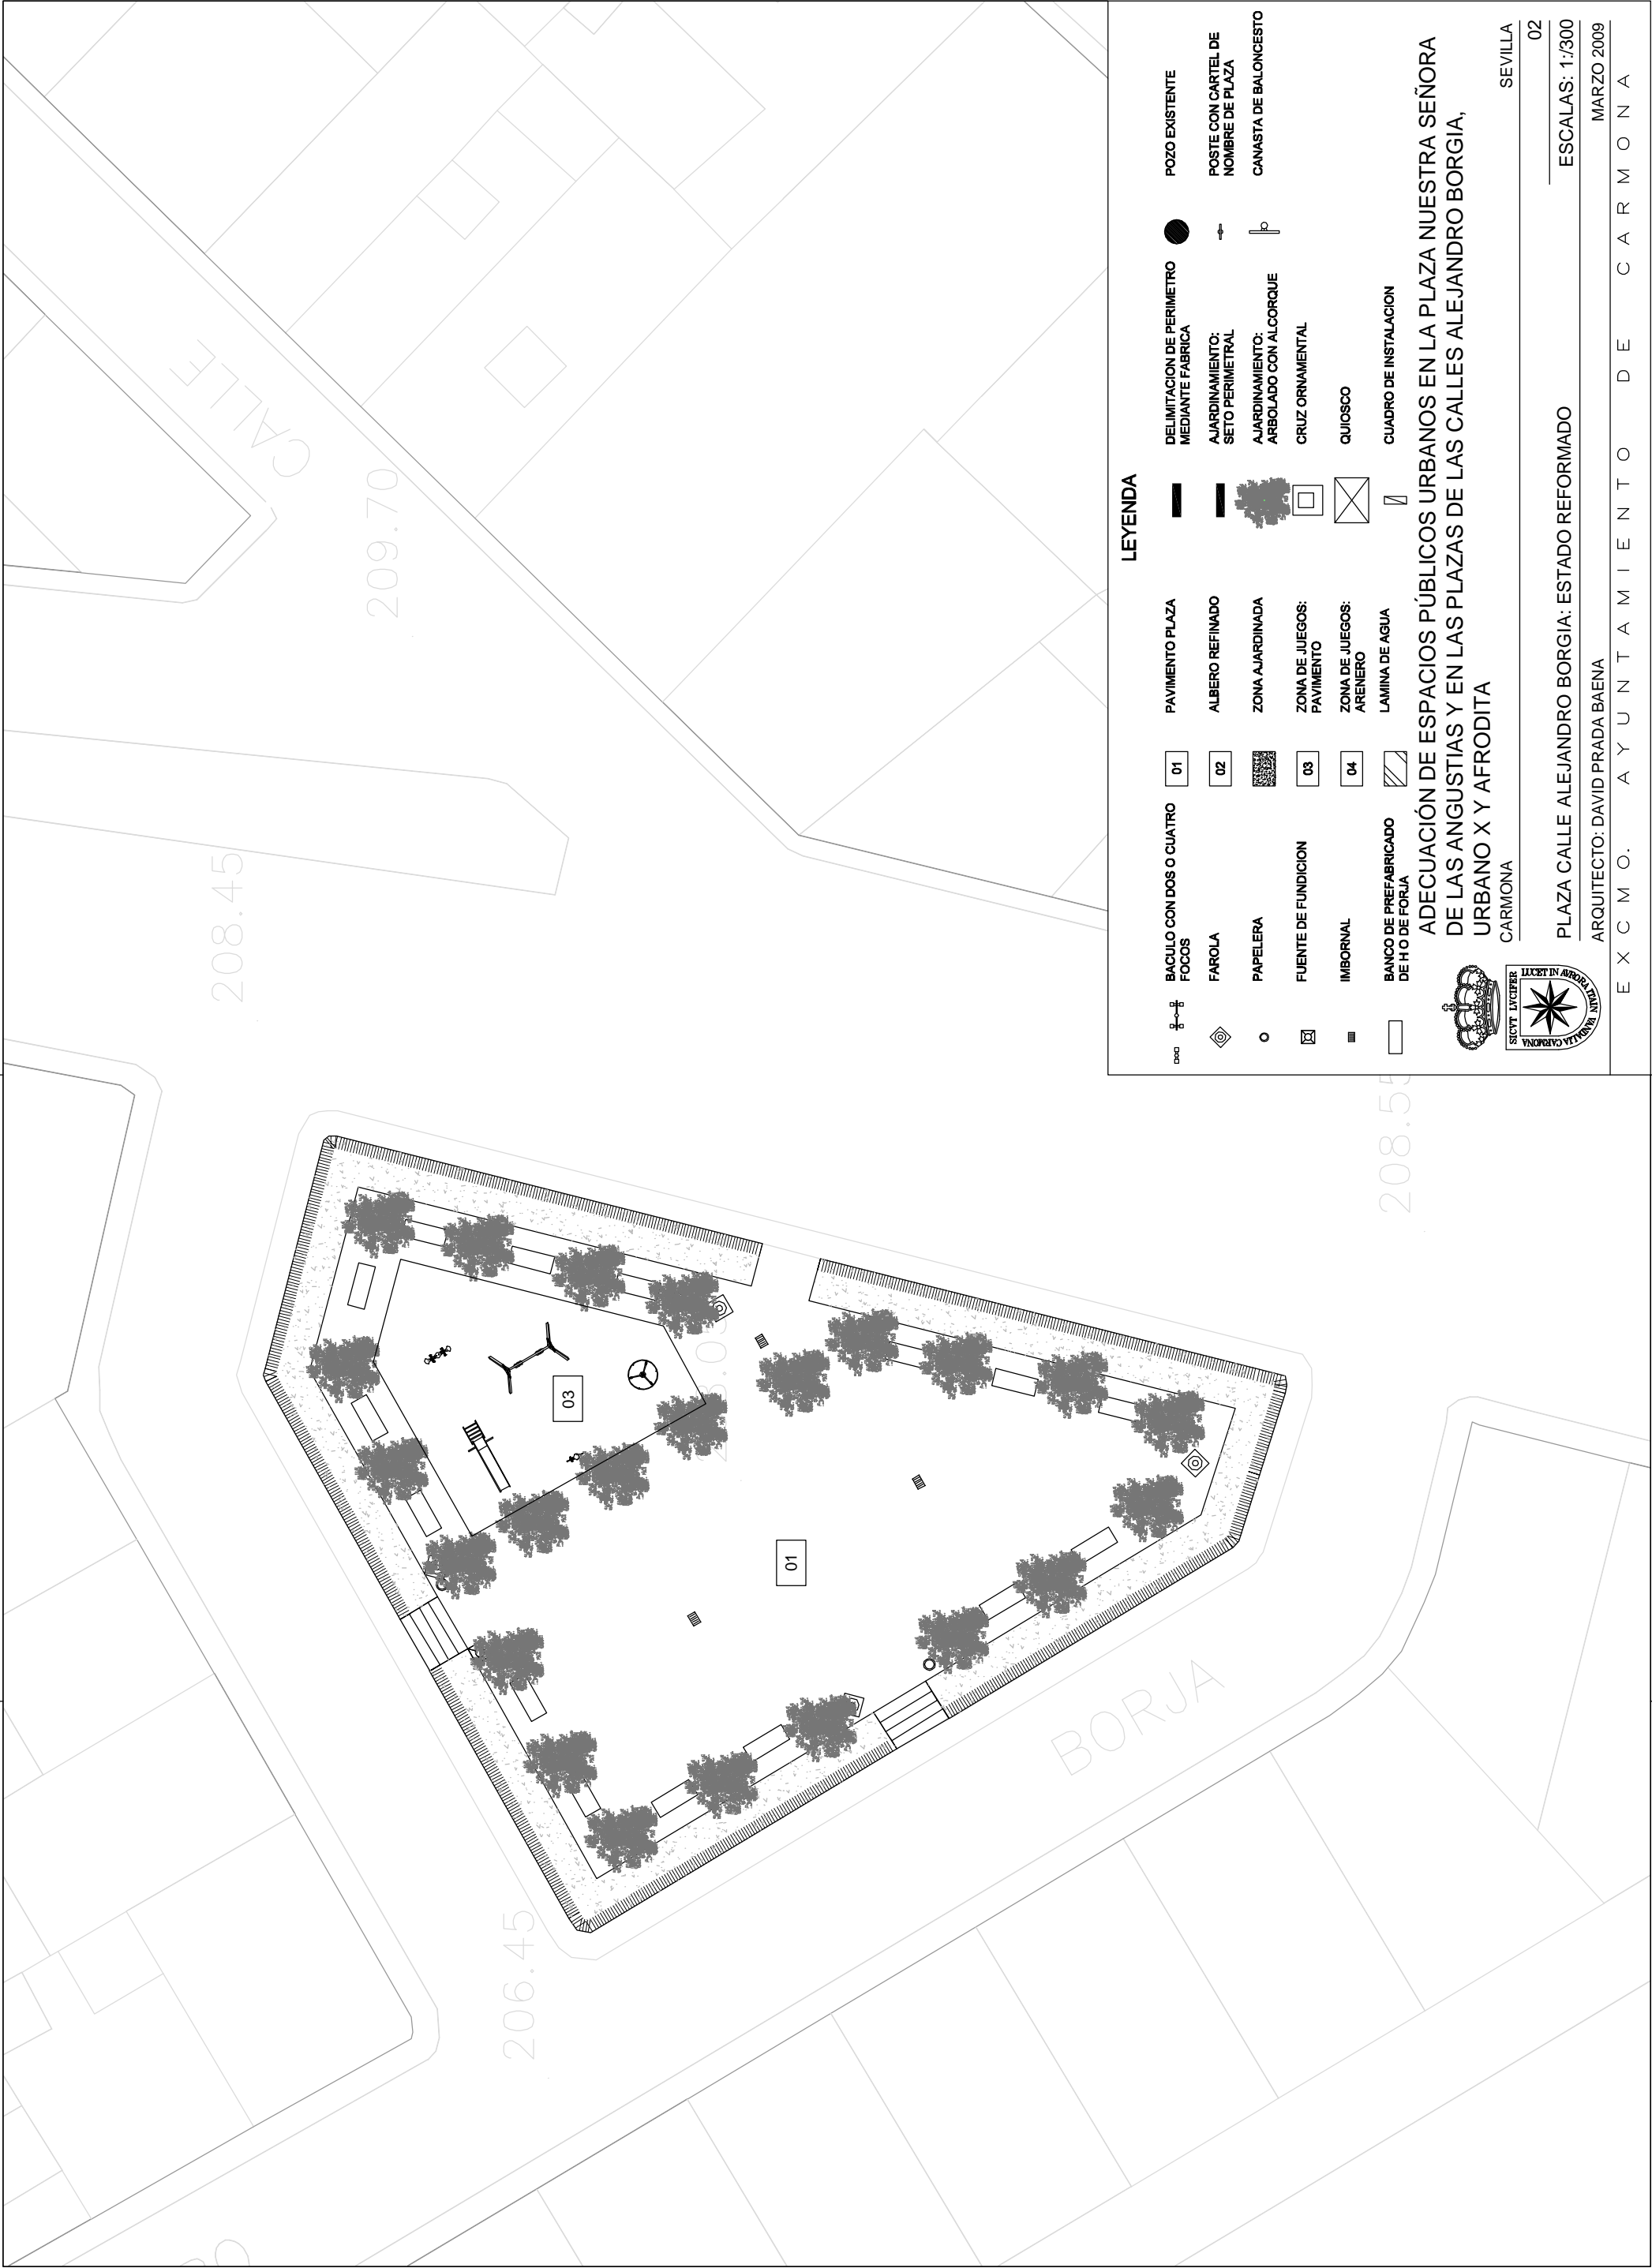 CALLE
209.70
208.45
208.55
206.45
BORJA
03
01
LEYENDA
BACULO CON DOS O CUATRO
FOCOS
FAROLA
PAPELERA
FUENTE DE FUNDICION
IMBORNAL
BANCO DE PREFABRICADO
DE H O DE FORJA
01
PAVIMENTO PLAZA
02
ALBERO REFINADO
ZONA AJARDINADA
03
ZONA DE JUEGOS:
PAVIMENTO
04
ZONA DE JUEGOS:
ARENERO
LAMINA DE AGUA
DELIMITACION DE PERIMETRO
MEDIANTE FABRICA
AJARDINAMIENTO:
SETO PERIMETRAL
AJARDINAMIENTO:
ARBOLADO CON ALCORQUE
CRUZ ORNAMENTAL
QUIOSCO
CUADRO DE INSTALACION
POZO EXISTENTE
POSTE CON CARTEL DE
NOMBRE DE PLAZA
CANASTA DE BALONCESTO
ADECUACIÓN DE ESPACIOS PÚBLICOS URBANOS EN LA PLAZA NUESTRA SEÑORA
DE LAS ANGUSTIAS Y EN LAS PLAZAS DE LAS CALLES ALEJANDRO BORGIA,
URBANO X Y AFRODITA
CARMONA SEVILLA
02
PLAZA CALLE ALEJANDRO BORGIA: ESTADO REFORMADO ESCALAS: 1:/300
ARQUITECTO: DAVID PRADA BAENA MARZO 2009
EXCMO. AYUNTAMIENTO DE CARMONA
SICVT LVCIFER
LUCET IN AVRORA ITA IN VANDALIA CARMONA